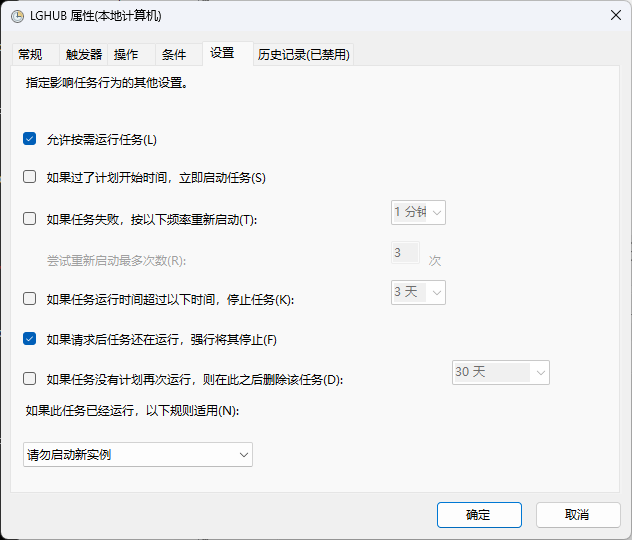 LGHUB 属性(本地计算机)
常规 触发器 操作 条件 设置 历史记录(已禁用)
指定影响任务行为的其他设置。
允许按需运行任务(L)
如果过了计划开始时间，立即启动任务(S)
如果任务失败，按以下频率重新启动(T): 1 分钟
尝试重新启动最多次数(R): 3 次
如果任务运行时间超过以下时间，停止任务(K): 3 天
如果请求后任务还在运行，强行将其停止(F)
如果任务没有计划再次运行，则在此之后删除该任务(D): 30 天
如果此任务已经运行，以下规则适用(N):
请勿启动新实例
确定 取消